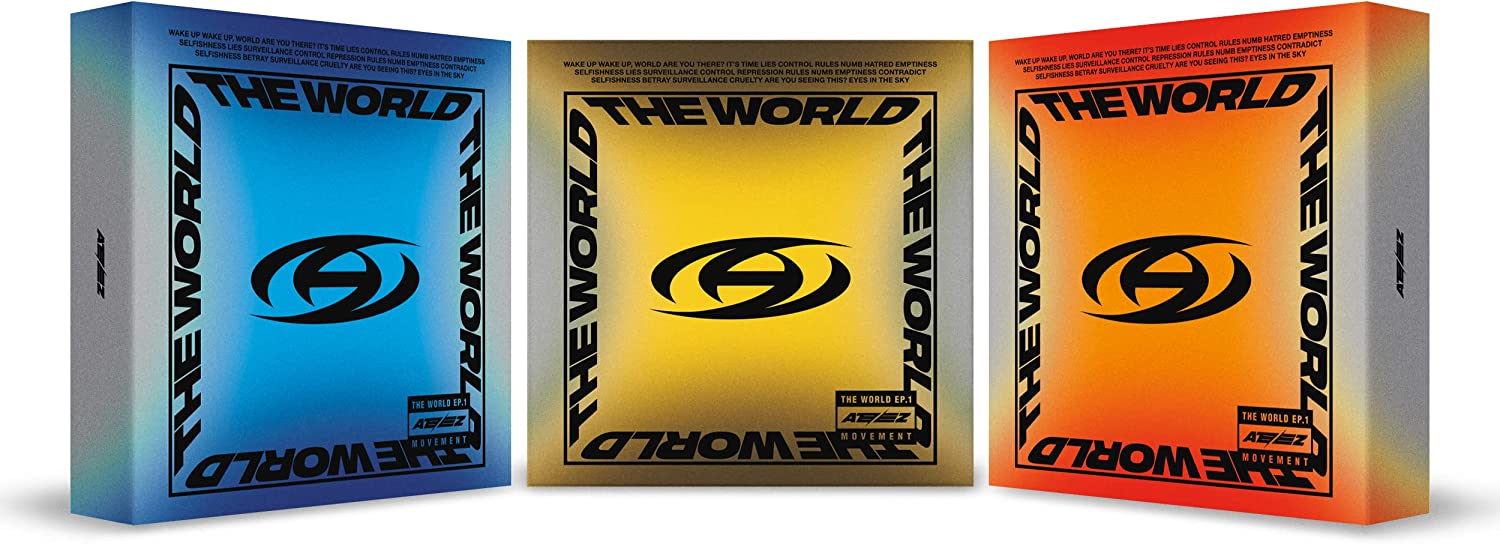 ATEEZ
WAKE UP WAKE UP, WORLD ARE YOU THERE? IT'S TIME LIES CONTROL RULES NUMB HATRED EMPTINESS
SELFISHNESS LIES SURVEILLANCE CONTROL REPRESSION RULES NUMB EMPTINESS CONTRADICT
SELFISHNESS BETRAY SURVEILLANCE CRUELTY ARE YOU SEEING THIS? EYES IN THE SKY
THE WORLD
THE WORLD
THE WORLD
THE WORLD
THE WORLD EP.1
ATEEZ
MOVEMENT
WAKE UP WAKE UP, WORLD ARE YOU THERE? IT'S TIME LIES CONTROL RULES NUMB HATRED EMPTINESS
SELFISHNESS LIES SURVEILLANCE CONTROL REPRESSION RULES NUMB EMPTINESS CONTRADICT
SELFISHNESS BETRAY SURVEILLANCE CRUELTY ARE YOU SEEING THIS? EYES IN THE SKY
THE WORLD
THE WORLD
THE WORLD
THE WORLD
THE WORLD EP.1
ATEEZ
MOVEMENT
WAKE UP WAKE UP, WORLD ARE YOU THERE? IT'S TIME LIES CONTROL RULES NUMB HATRED EMPTINESS
SELFISHNESS LIES SURVEILLANCE CONTROL REPRESSION RULES NUMB EMPTINESS CONTRADICT
SELFISHNESS BETRAY SURVEILLANCE CRUELTY ARE YOU SEEING THIS? EYES IN THE SKY
THE WORLD
THE WORLD
THE WORLD
THE WORLD
THE WORLD EP.1
ATEEZ
MOVEMENT
ATEEZ